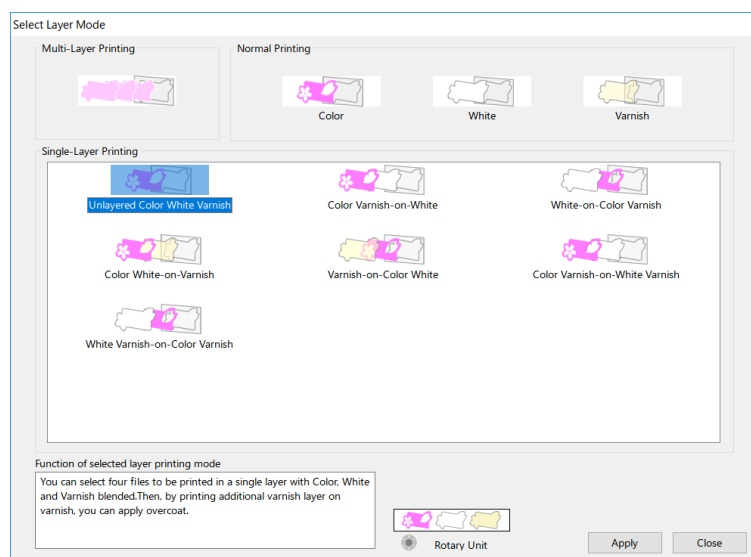 Select Layer Mode
Multi-Layer Printing
Normal Printing
Color
White
Varnish
Single-Layer Printing
Unlayered Color White Varnish
Color Varnish-on-White
White-on-Color Varnish
Color White-on-Varnish
Varnish-on-Color White
Color Varnish-on-White Varnish
White Varnish-on-Color Varnish
Function of selected layer printing mode
You can select four files to be printed in a single layer with Color, White
and Varnish blended.Then, by printing additional varnish layer on
varnish, you can apply overcoat.
Rotary Unit
Apply
Close